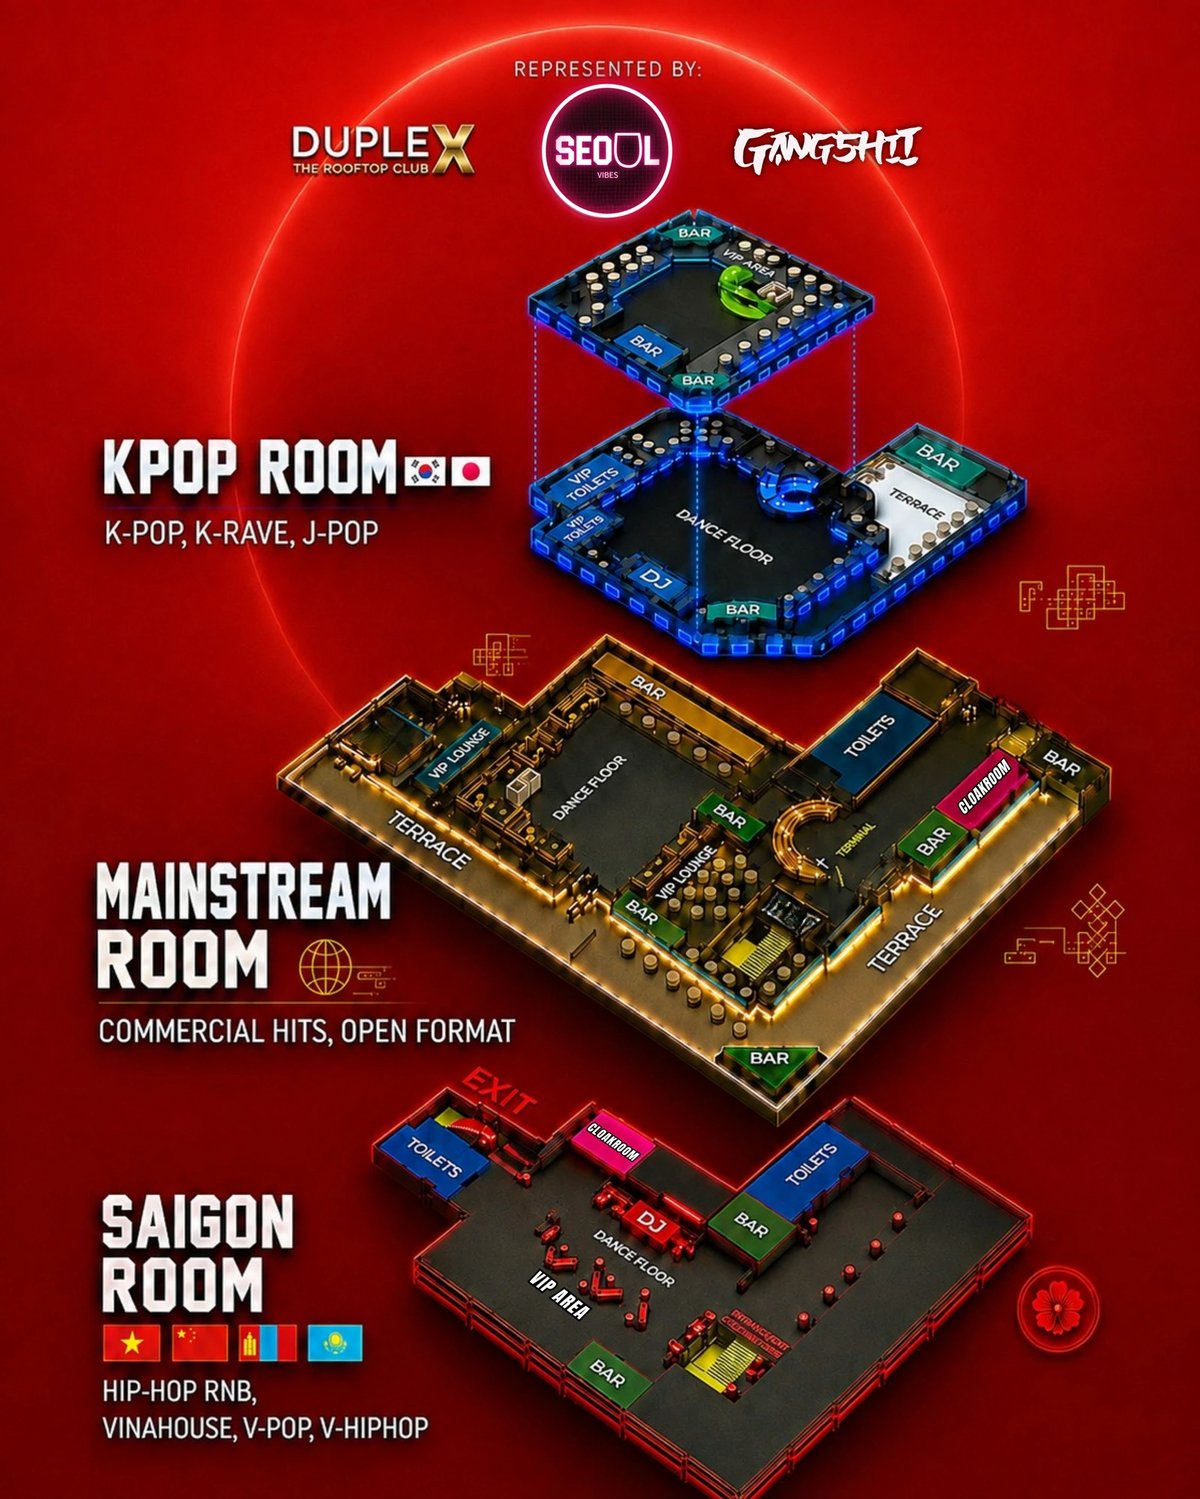 REPRESENTED BY:
DUPLEX
THE ROOFTOP CLUB
SEOUL
VIBES
GANG5H!!
BAR
VIP AREA
BAR
BAR
KPOP ROOM
K-POP, K-RAVE, J-POP
VIP
TOILETS
VIP
TOILETS
DANCE FLOOR
DJ
BAR
BAR
TERRACE
BAR
VIP LOUNGE
DANCE FLOOR
TERRACE
TOILETS
BAR
CLOAKROOM
BAR
BAR
TERMINAL
VIP LOUNGE
BAR
TERRACE
BAR
MAINSTREAM
ROOM
COMMERCIAL HITS, OPEN FORMAT
EXIT
TOILETS
CLOAKROOM
TOILETS
DJ
BAR
DANCE FLOOR
VIP AREA
BAR
SAIGON
ROOM
HIP-HOP RNB,
VINAHOUSE, V-POP, V-HIPHOP